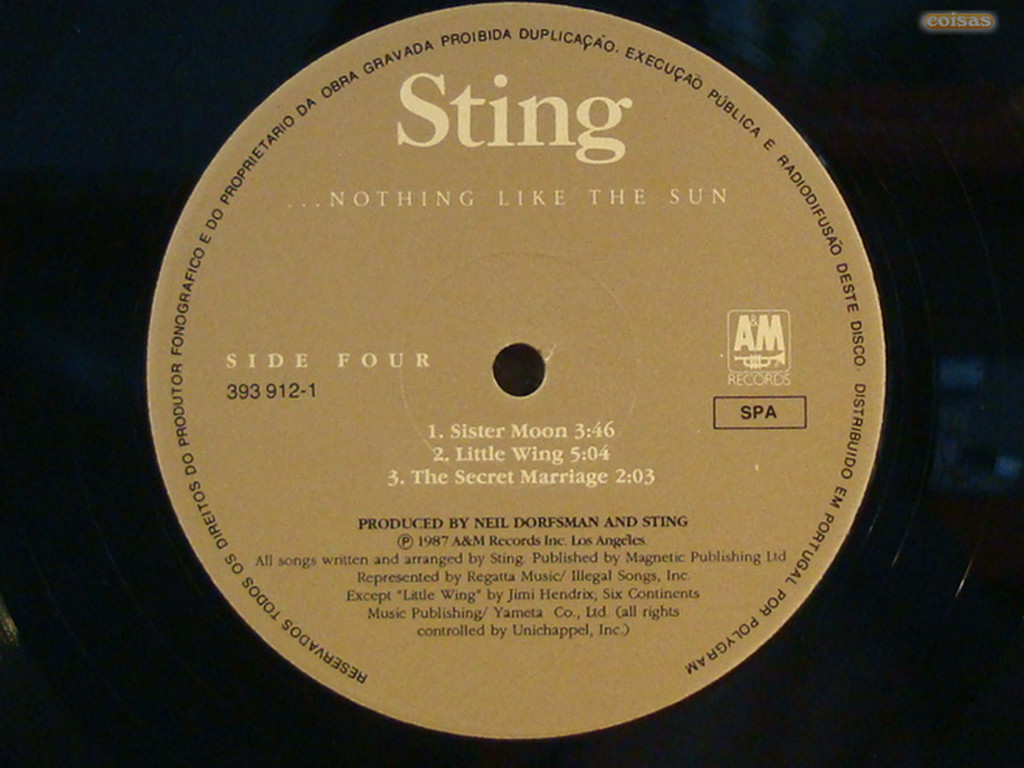 coisas
RESERVADOS TODOS OS DIREITOS DO PRODUTOR FONOGRAFICO E DO PROPRIETARIO DA OBRA GRAVADA PROIBIDA DUPLICAÇAO. EXECUÇAO PÚBLICA E RADIODIFUSAO DESTE DISCO. DISTRIBUIDO EM PORTUGAL POR POLYGRAM
Sting
...NOTHING LIKE THE SUN
SIDE FOUR
393 912-1
A&M
RECORDS
SPA
1. Sister Moon 3:46
2. Little Wing 5:04
3. The Secret Marriage 2:03
PRODUCED BY NEIL DORFSMAN AND STING
Ⓟ 1987 A&M Records Inc. Los Angeles.
All songs written and arranged by Sting. Published by Magnetic Publishing Ltd
Represented by Regatta Music/ Illegal Songs, Inc.
Except "Little Wing" by Jimi Hendrix; Six Continents
Music Publishing/ Yameta Co., Ltd. (all rights
controlled by Unichappel, Inc.)